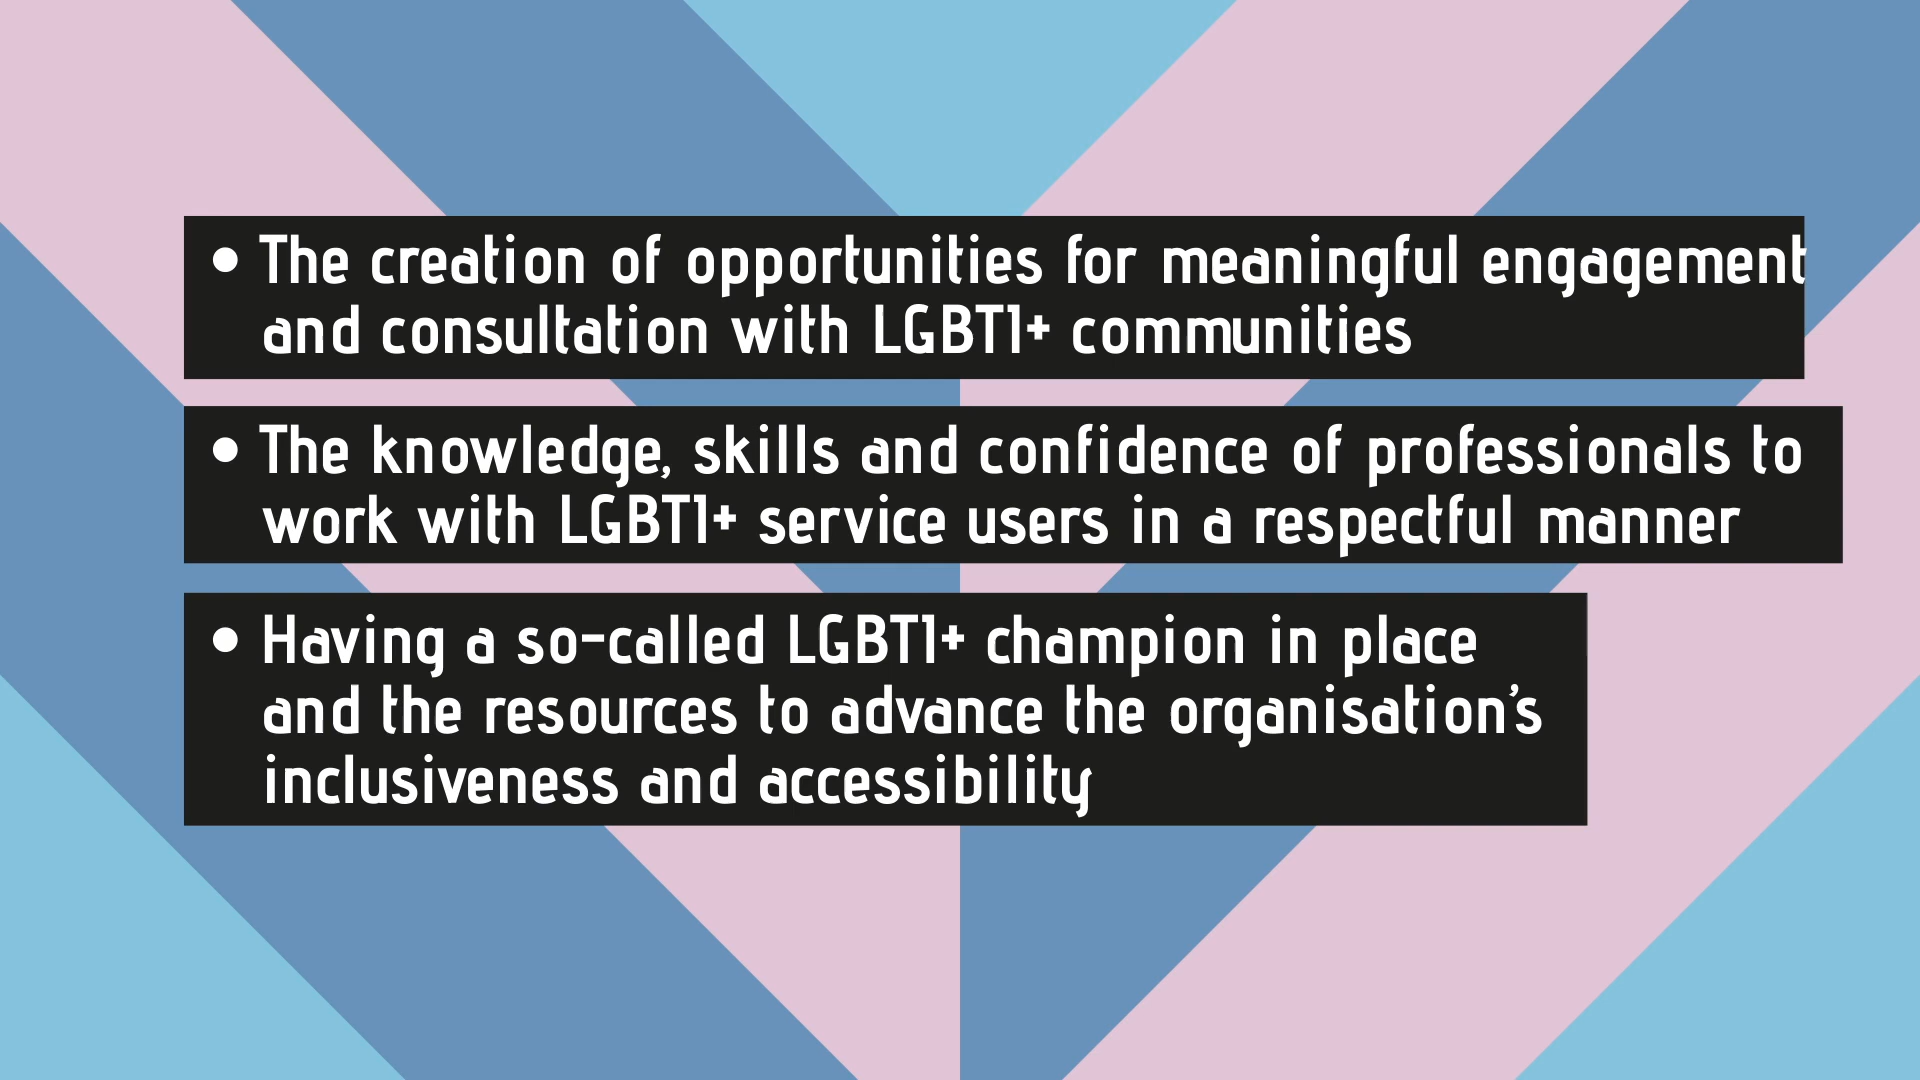 • The creation of opportunities for meaningful engagement
and consultation with LGBTI+ communities
• The knowledge, skills and confidence of professionals to
work with LGBTI+ service users in a respectful manner
• Having a so-called LGBTI+ champion in place
and the resources to advance the organisation's
inclusiveness and accessibility